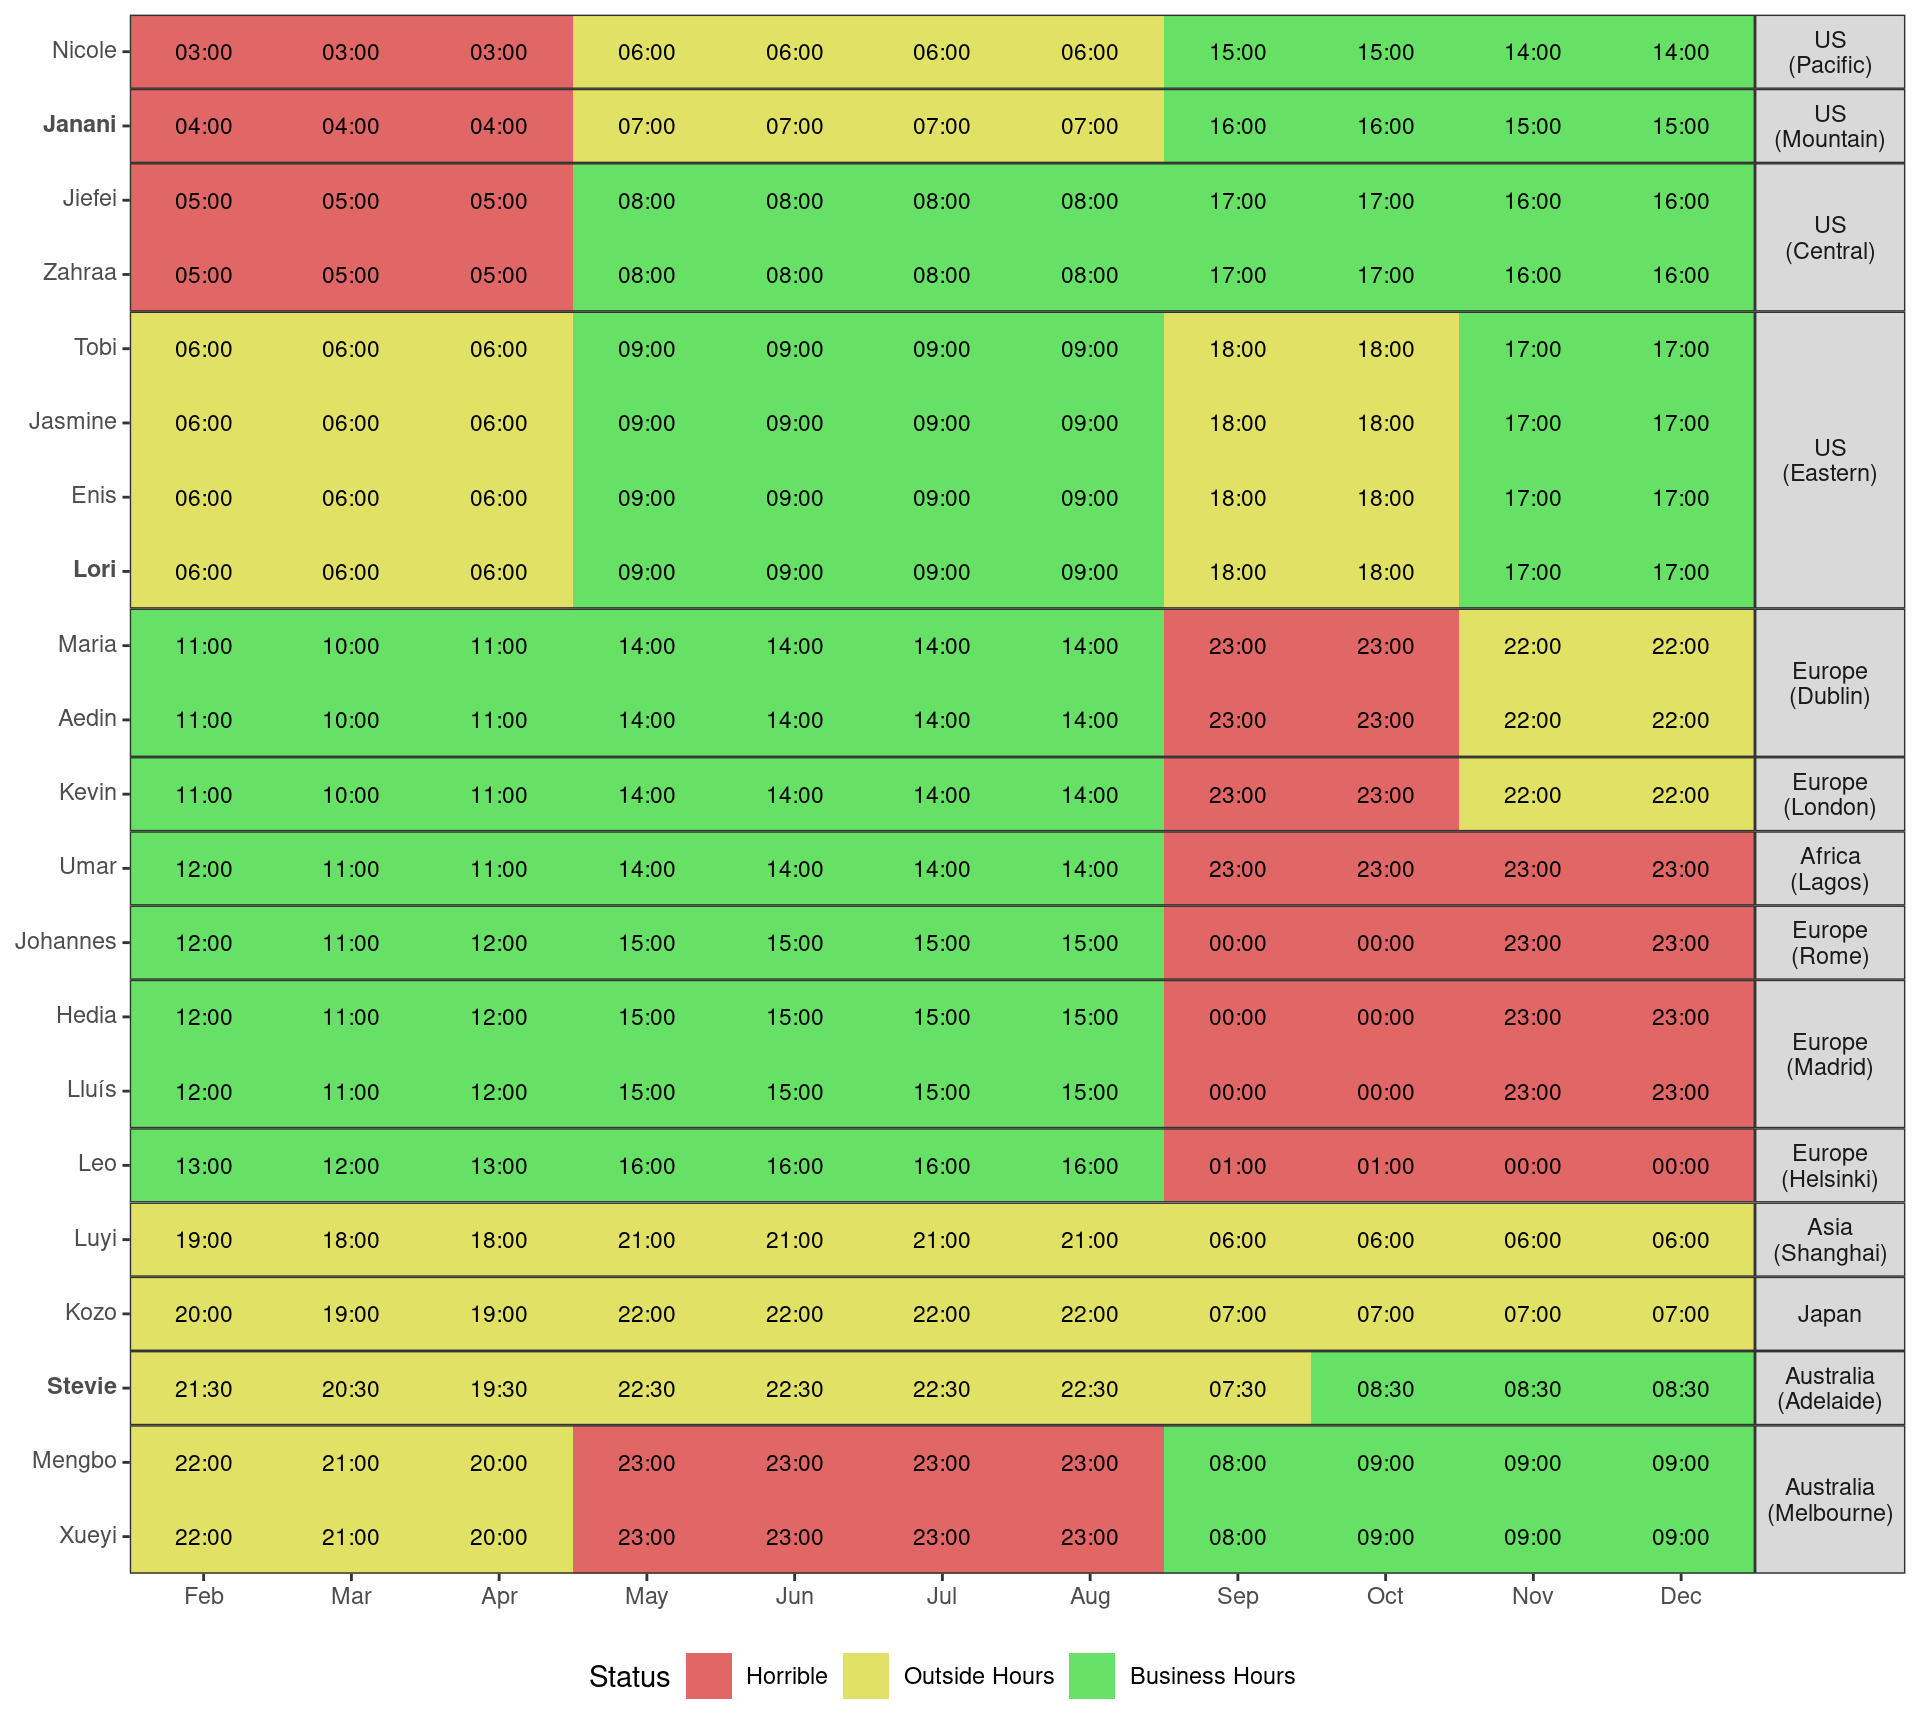 Nicole 03:00 03:00 03:00 06:00 06:00 06:00 06:00 15:00 15:00 14:00 14:00 US
(Pacific)
Janani 04:00 04:00 04:00 07:00 07:00 07:00 07:00 16:00 16:00 15:00 15:00 US
(Mountain)
Jiefei 05:00 05:00 05:00 08:00 08:00 08:00 08:00 17:00 17:00 16:00 16:00
US
(Central)
Zahraa 05:00 05:00 05:00 08:00 08:00 08:00 08:00 17:00 17:00 16:00 16:00
Tobi 06:00 06:00 06:00 09:00 09:00 09:00 09:00 18:00 18:00 17:00 17:00
Jasmine 06:00 06:00 06:00 09:00 09:00 09:00 09:00 18:00 18:00 17:00 17:00
US
(Eastern)
Enis 06:00 06:00 06:00 09:00 09:00 09:00 09:00 18:00 18:00 17:00 17:00
Lori 06:00 06:00 06:00 09:00 09:00 09:00 09:00 18:00 18:00 17:00 17:00
Maria 11:00 10:00 11:00 14:00 14:00 14:00 14:00 23:00 23:00 22:00 22:00
Europe
(Dublin)
Aedin 11:00 10:00 11:00 14:00 14:00 14:00 14:00 23:00 23:00 22:00 22:00
Kevin 11:00 10:00 11:00 14:00 14:00 14:00 14:00 23:00 23:00 22:00 22:00 Europe
(London)
Umar 12:00 11:00 11:00 14:00 14:00 14:00 14:00 23:00 23:00 23:00 23:00 Africa
(Lagos)
Johannes 12:00 11:00 12:00 15:00 15:00 15:00 15:00 00:00 00:00 23:00 23:00 Europe
(Rome)
Hedia 12:00 11:00 12:00 15:00 15:00 15:00 15:00 00:00 00:00 23:00 23:00
Europe
(Madrid)
Lluís 12:00 11:00 12:00 15:00 15:00 15:00 15:00 00:00 00:00 23:00 23:00
Leo 13:00 12:00 13:00 16:00 16:00 16:00 16:00 01:00 01:00 00:00 00:00 Europe
(Helsinki)
Luyi 19:00 18:00 18:00 21:00 21:00 21:00 21:00 06:00 06:00 06:00 06:00 Asia
(Shanghai)
Kozo 20:00 19:00 19:00 22:00 22:00 22:00 22:00 07:00 07:00 07:00 07:00 Japan
Stevie 21:30 20:30 19:30 22:30 22:30 22:30 22:30 07:30 08:30 08:30 08:30 Australia
(Adelaide)
Mengbo 22:00 21:00 20:00 23:00 23:00 23:00 23:00 08:00 09:00 09:00 09:00
Australia
(Melbourne)
Xueyi 22:00 21:00 20:00 23:00 23:00 23:00 23:00 08:00 09:00 09:00 09:00
Feb Mar Apr May Jun Jul Aug Sep Oct Nov Dec
Status Horrible Outside Hours Business Hours